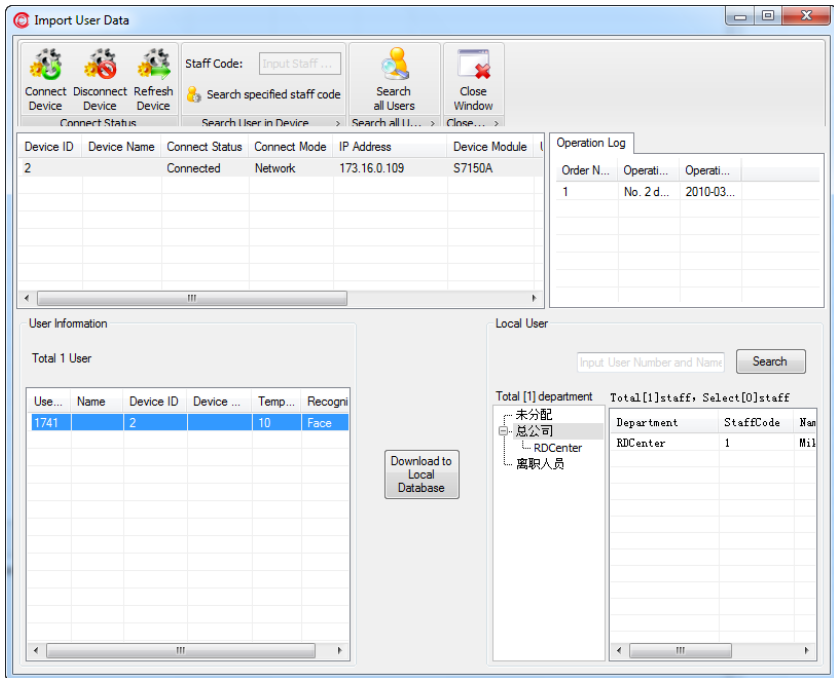 Import User Data
Staff Code: Input Staff ...
Connect Device Disconnect Device Refresh Device Search specified staff code Search all Users Close Window
Connect Status Search User in Device > Search all U... > Close... >
Device ID Device Name Connect Status Connect Mode IP Address Device Module
2 Connected Network 173.16.0.109 S7150A
Operation Log
Order N... Operati... Operati...
1 No. 2 d... 2010-03...
User Information
Total 1 User
Use... Name Device ID Device ... Temp... Recogni
1741 2 10 Face
Download to
Local
Database
Local User
Input User Number and Name Search
Total [1] department
未分配
总公司
RDCenter
离职人员
Total[1]staff, Select[0]staff
Department StaffCode Nam
RDCenter 1 Mil